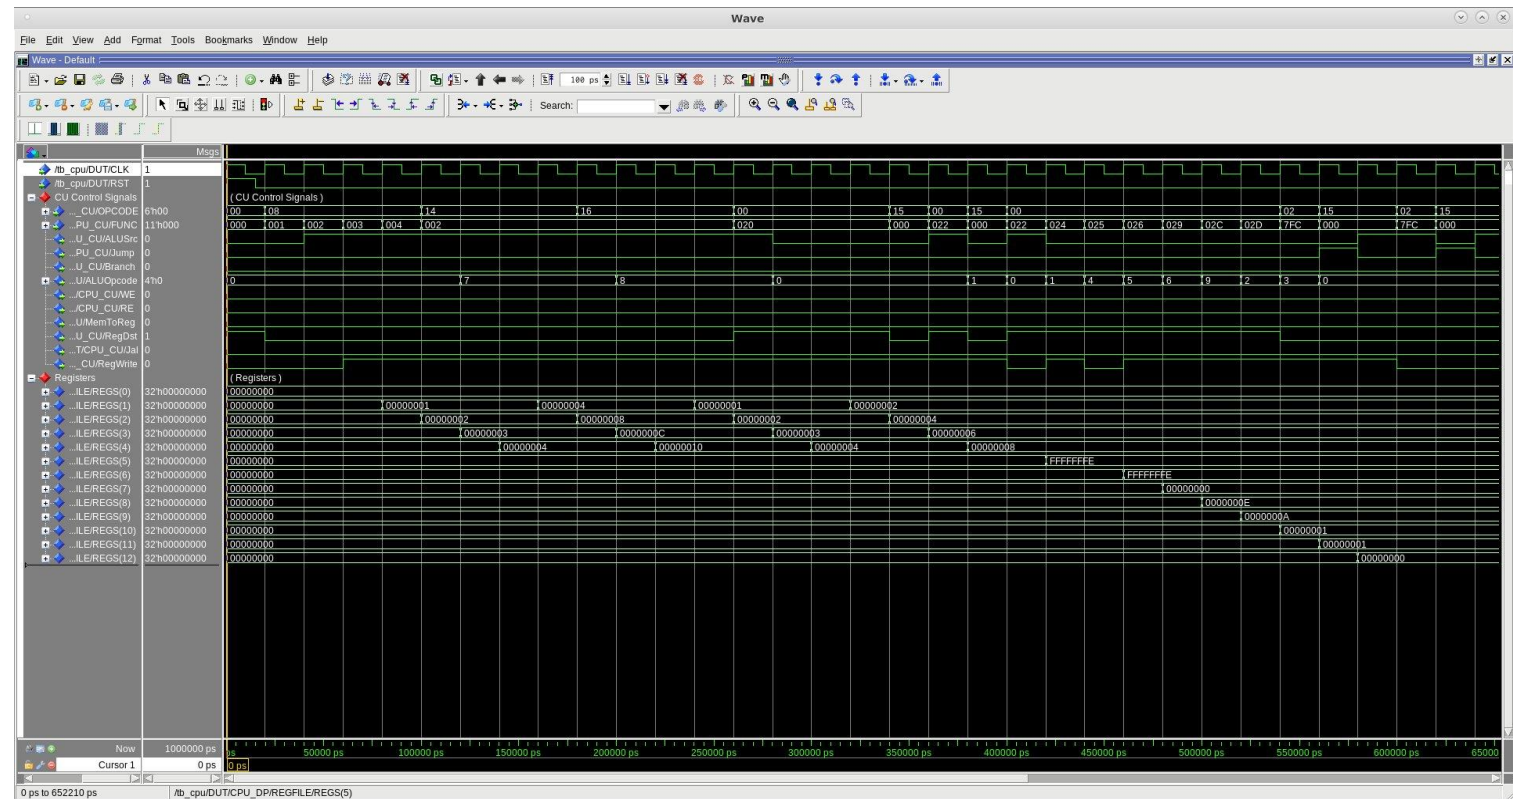 Wave
File Edit View Add Format Tools Bookmarks Window Help
Wave - Default
100 ps
Search:
Msgs
/tb_cpu/DUT/CLK 1
/tb_cpu/DUT/RST 1
CU Control Signals ( CU Control Signals )
..._CU/OPCODE 6'h00 00 08 14 16 00 15 00 15 00 02 15 02 15
...PU_CU/FUNC 11'h000 000 001 002 003 004 002 020 000 022 000 022 024 025 026 029 02C 02D 7FC 000 7FC 000
...U_CU/ALUSrc 0
...PU_CU/Jump 0
...U_CU/Branch 0
...U/ALUOpcode 4'h0 0 7 8 0 1 0 1 4 5 6 9 2 3 0
.../CPU_CU/WE 0
.../CPU_CU/RE 0
...U/MemToReg 0
...U_CU/RegDst 1
...T/CPU_CU/Jal 0
..._CU/RegWrite 0
Registers ( Registers )
...ILE/REGS(0) 32'h00000000 00000000
...ILE/REGS(1) 32'h00000000 00000000 00000001 00000004 00000001 00000002
...ILE/REGS(2) 32'h00000000 00000000 00000002 00000008 00000002 00000004
...ILE/REGS(3) 32'h00000000 00000000 00000003 0000000C 00000003 00000006
...ILE/REGS(4) 32'h00000000 00000000 00000004 00000010 00000004 00000008
...ILE/REGS(5) 32'h00000000 00000000 FFFFFFFE
...ILE/REGS(6) 32'h00000000 00000000 FFFFFFFE
...ILE/REGS(7) 32'h00000000 00000000 00000000
...ILE/REGS(8) 32'h00000000 00000000 0000000E
...ILE/REGS(9) 32'h00000000 00000000 0000000A
...ILE/REGS(10) 32'h00000000 00000000 00000001
...ILE/REGS(11) 32'h00000000 00000000 00000001
...ILE/REGS(12) 32'h00000000 00000000 00000000
Now 1000000 ps ps 50000 ps 100000 ps 150000 ps 200000 ps 250000 ps 300000 ps 350000 ps 400000 ps 450000 ps 500000 ps 550000 ps 600000 ps 65000
Cursor 1 0 ps 0 ps
0 ps to 652210 ps /tb_cpu/DUT/CPU_DP/REGFILE/REGS(5)